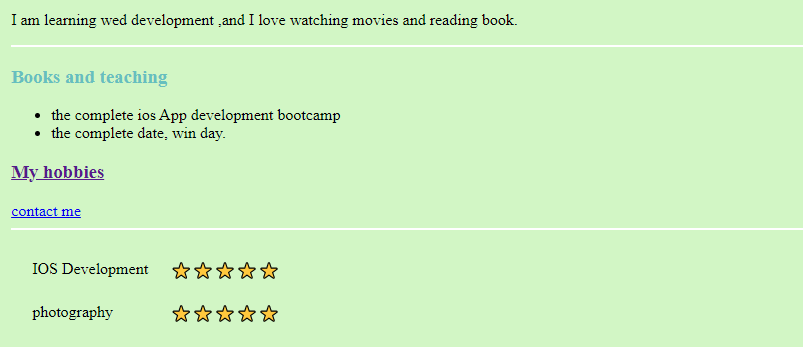 I am learning wed development ,and I love watching movies and reading book.
Books and teaching
the complete ios App development bootcamp
the complete date, win day.
My hobbies
contact me
IOS Development
photography